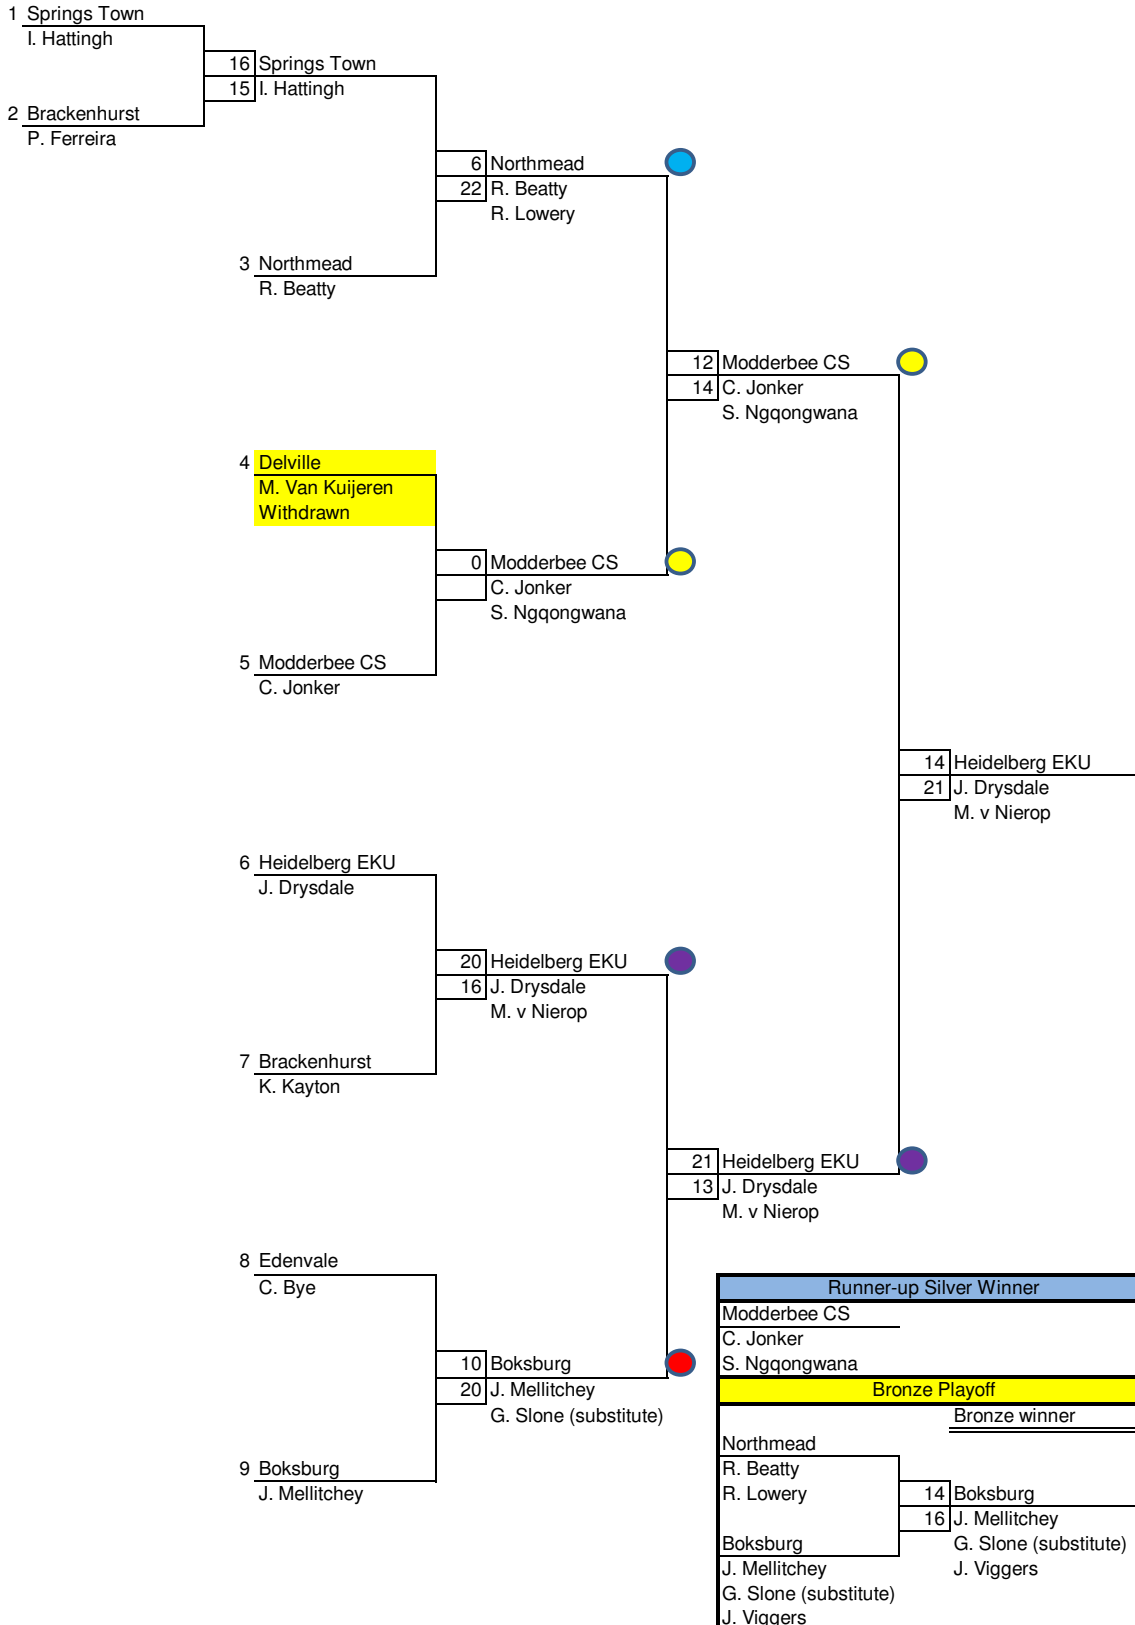 1 Springs Town
I. Hattingh
16 Springs Town
15 I. Hattingh
2 Brackenhurst
P. Ferreira
6 Northmead
22 R. Beatty
R. Lowery
3 Northmead
R. Beatty
12 Modderbee CS
14 C. Jonker
S. Ngqongwana
4 Delville
M. Van Kuijeren
Withdrawn
0 Modderbee CS
C. Jonker
S. Ngqongwana
5 Modderbee CS
C. Jonker
14 Heidelberg EKU
21 J. Drysdale
M. v Nierop
6 Heidelberg EKU
J. Drysdale
20 Heidelberg EKU
16 J. Drysdale
M. v Nierop
7 Brackenhurst
K. Kayton
21 Heidelberg EKU
13 J. Drysdale
M. v Nierop
8 Edenvale
C. Bye
10 Boksburg
20 J. Mellitchey
G. Slone (substitute)
9 Boksburg
J. Mellitchey
Runner-up Silver Winner
Modderbee CS
C. Jonker
S. Ngqongwana
Bronze Playoff
Bronze winner
Northmead
R. Beatty
R. Lowery
14 Boksburg
16 J. Mellitchey
G. Slone (substitute)
J. Viggers
Boksburg
J. Mellitchey
G. Slone (substitute)
J. Viggers